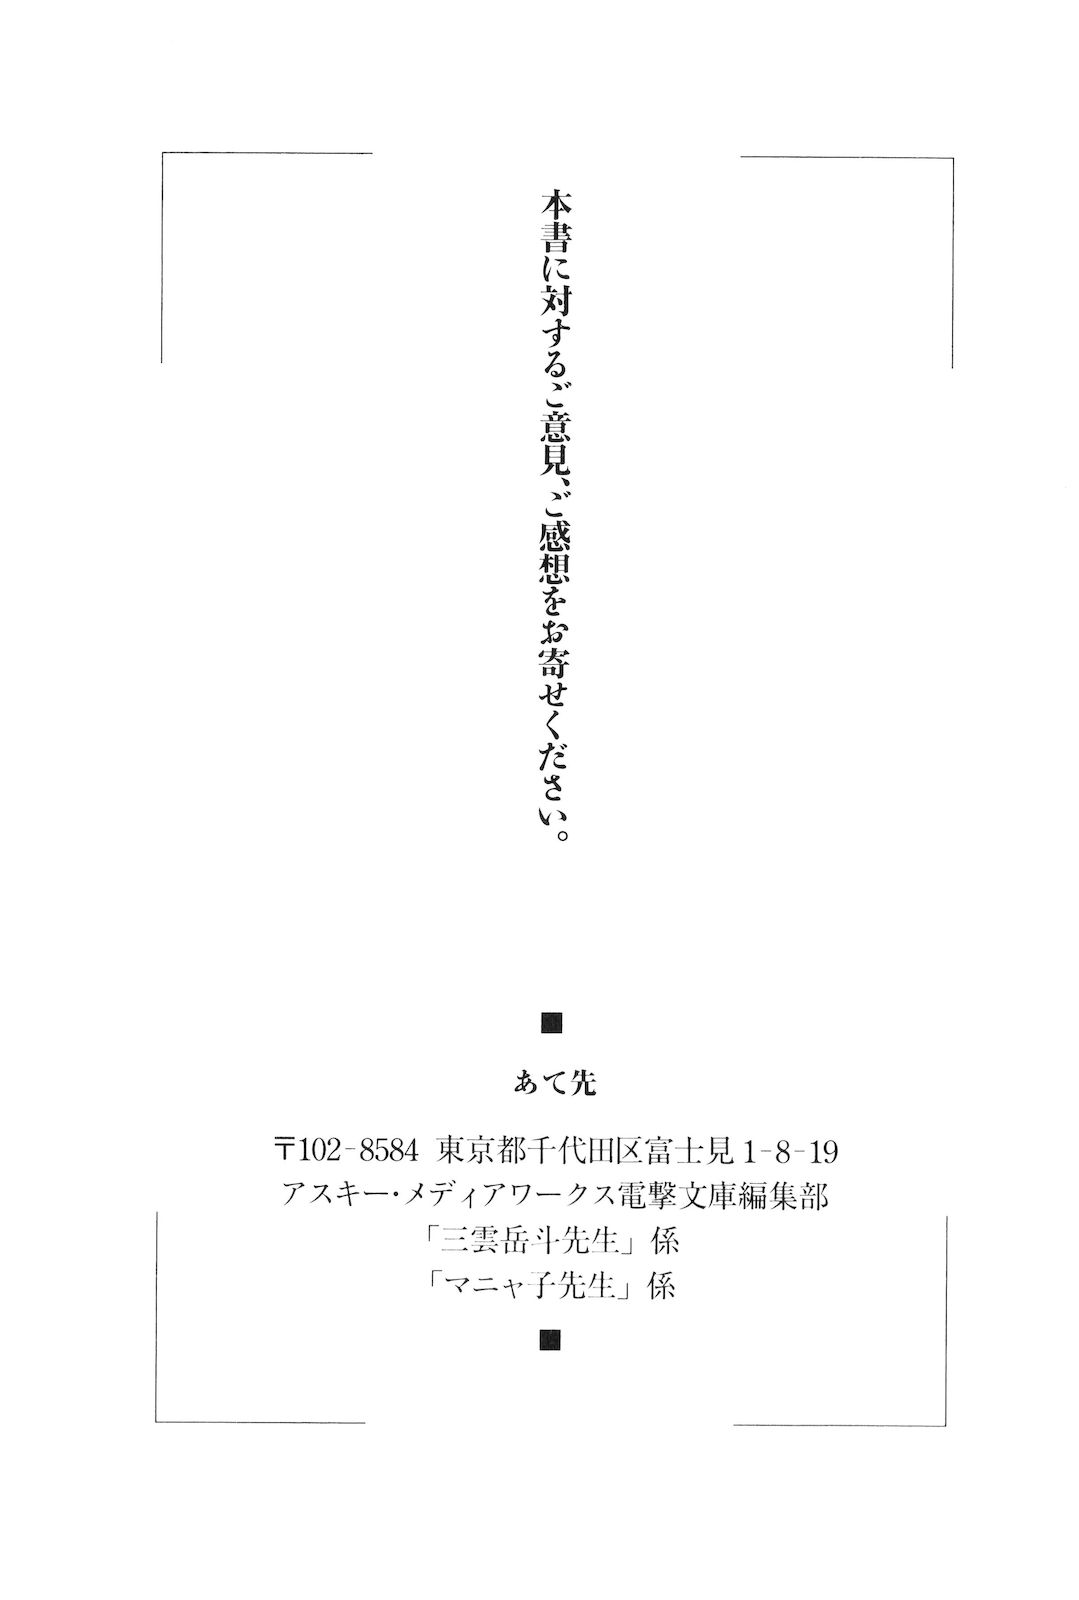 本書に対するご意見、ご感想をお寄せください。
■
あて先
〒102-8584 東京都千代田区富士見1-8-19
アスキー・メディアワークス電撃文庫編集部
「三雲岳斗先生」係
「マニャ子先生」係
■